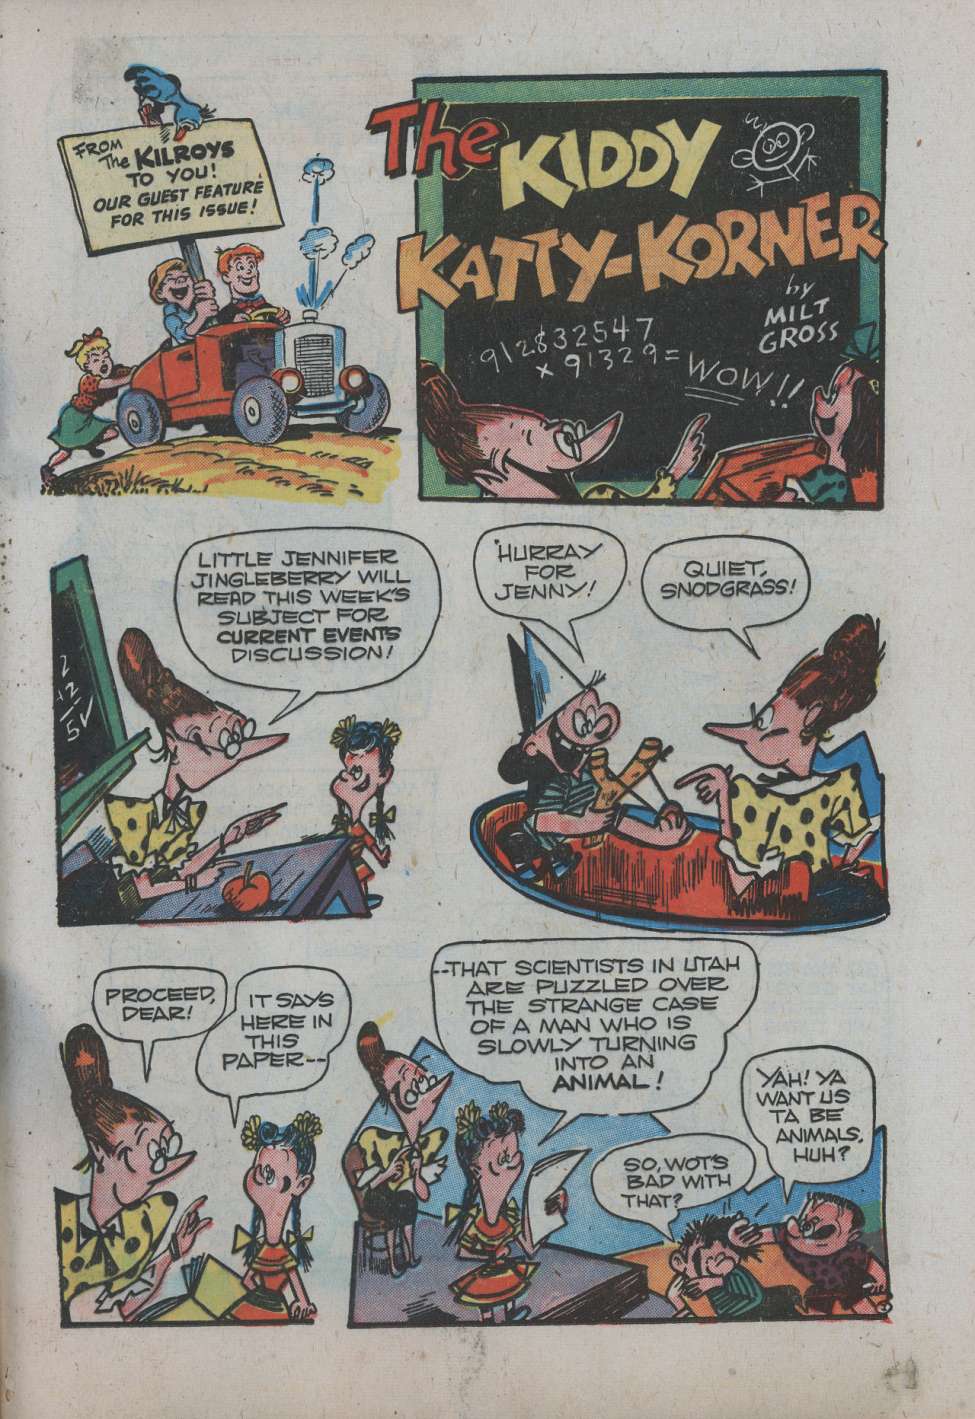 FROM
The KILROYS
TO YOU!
OUR GUEST FEATURE
FOR THIS ISSUE!
The
KIDDY
KATTY-KORNER
by
MILT
GROSS
912832547
x 91329=
WOW!!
LITTLE JENNIFER
JINGLEBERRY WILL
READ THIS WEEK'S
SUBJECT FOR
CURRENT EVENTS
DISCUSSION!
2
+2
5✓
HURRAY
FOR
JENNY!
QUIET,
SNODGRASS!
PROCEED,
DEAR!
IT SAYS
HERE IN
THIS
PAPER--
--THAT SCIENTISTS IN UTAH
ARE PUZZLED OVER
THE STRANGE CASE
OF A MAN WHO IS
SLOWLY TURNING
INTO AN
ANIMAL!
SO, WOT'S
BAD WITH
THAT?
YAH! YA
WANT US
TA BE
ANIMALS,
HUH?